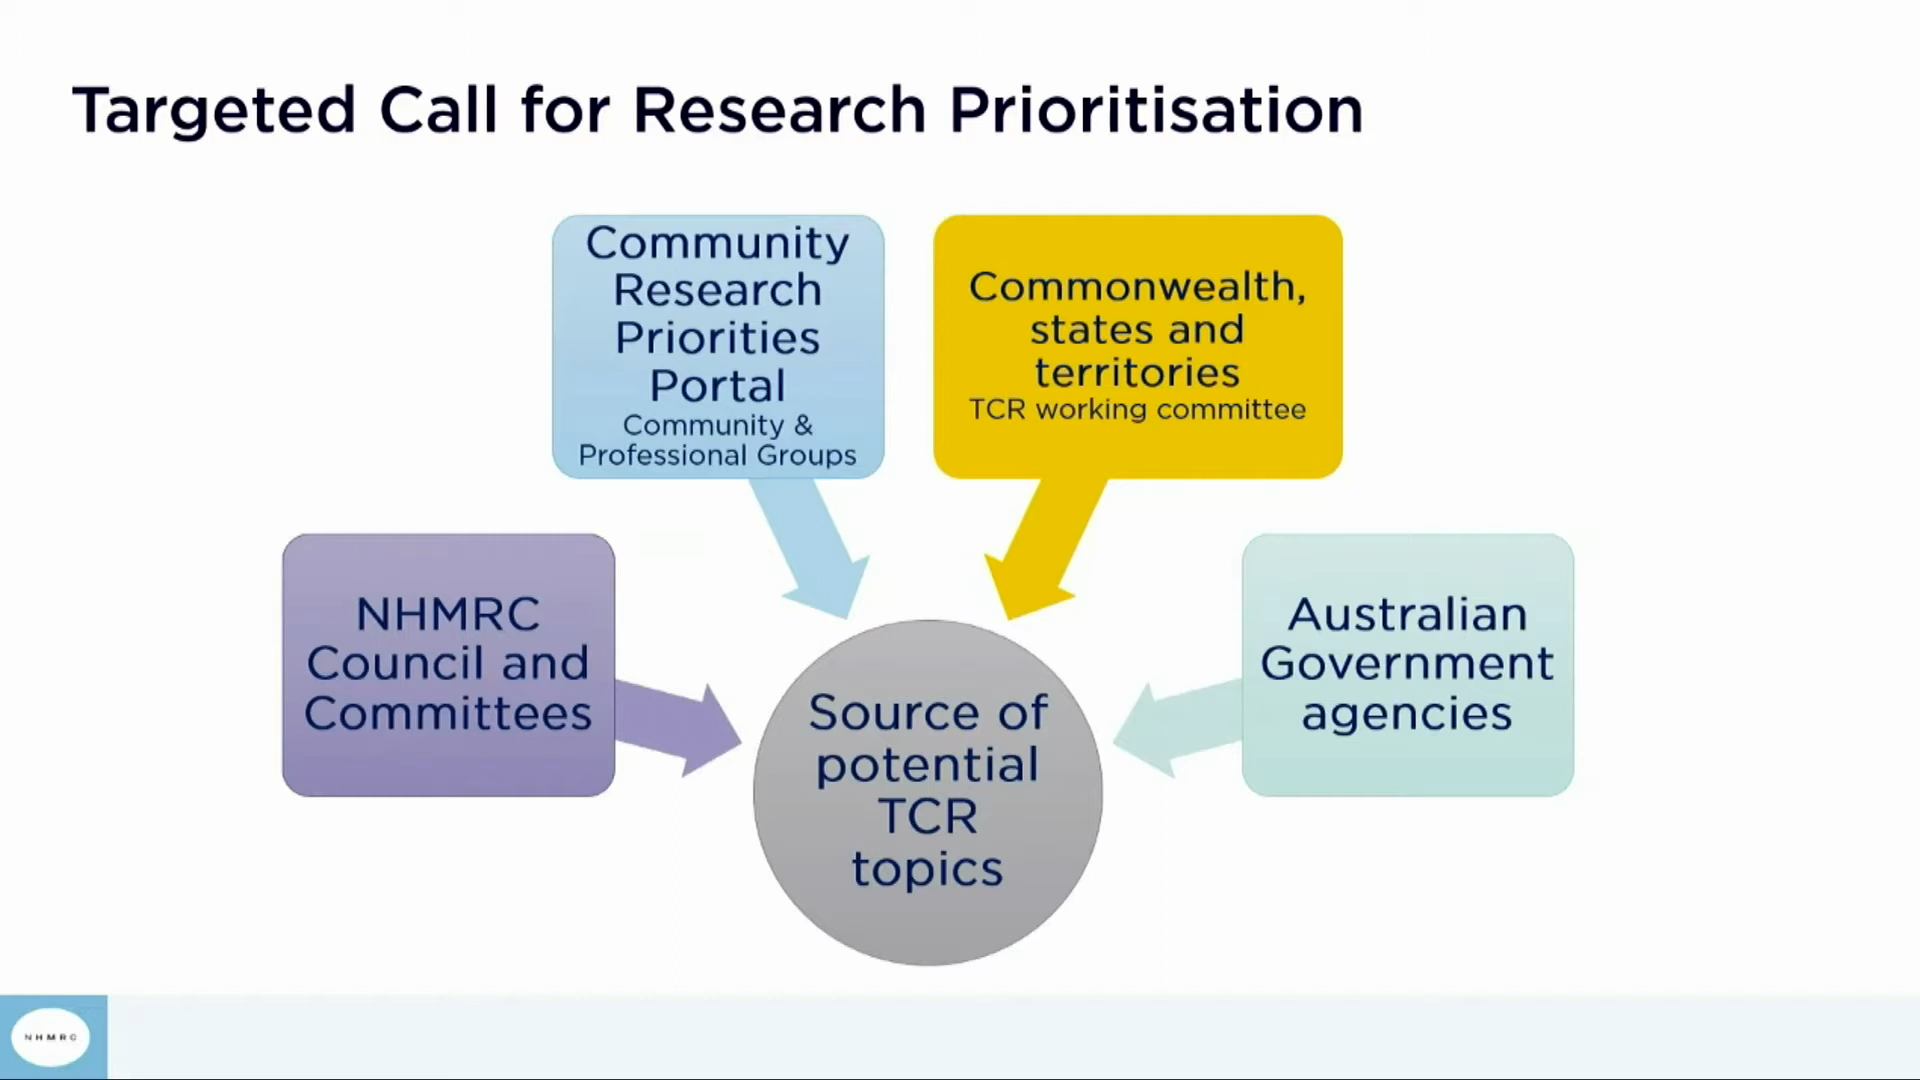 Targeted Call for Research Prioritisation
Community
Research
Priorities
Portal
Community &
Professional Groups
Commonwealth,
states and
territories
TCR working committee
NHMRC
Council and
Committees
Australian
Government
agencies
Source of
potential
TCR
topics
NHMRC